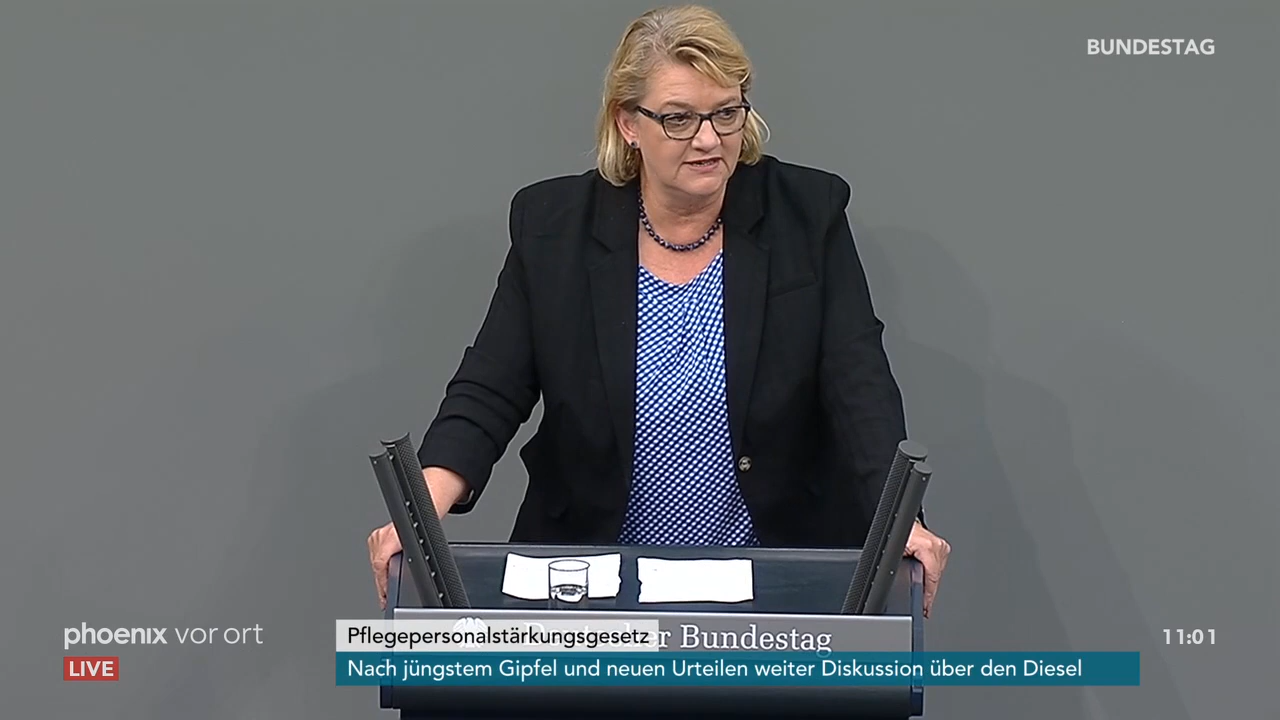 BUNDESTAG
Deutscher Bundestag
phoenix vor ort
LIVE
Pflegepersonalstärkungsgesetz
Nach jüngstem Gipfel und neuen Urteilen weiter Diskussion über den Diesel
11:01